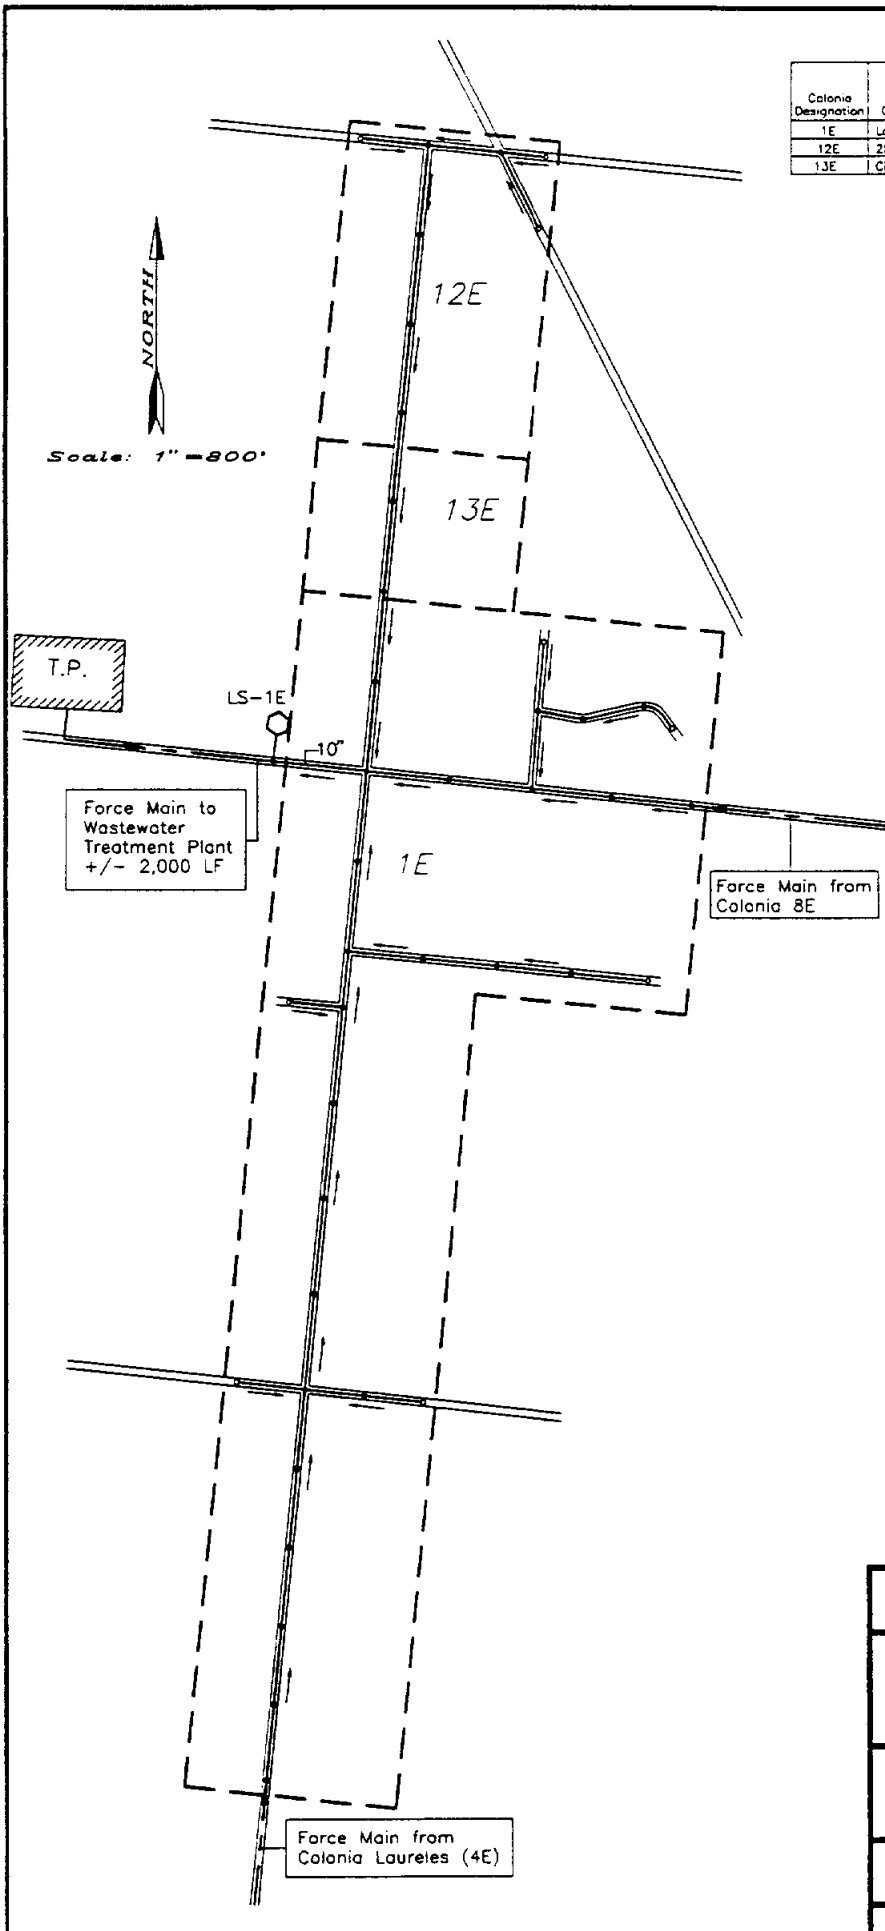 Colonia
Designation
1E
12E
13E
12E
NORTH
Scale: 1"=800'
13E
T.P.
LS-1E
10"
Force Main to
Wastewater
Treatment Plant
+/- 2,000 LF
1E
Force Main from
Colonia 8E
Force Main from
Colonia Laureles (4E)